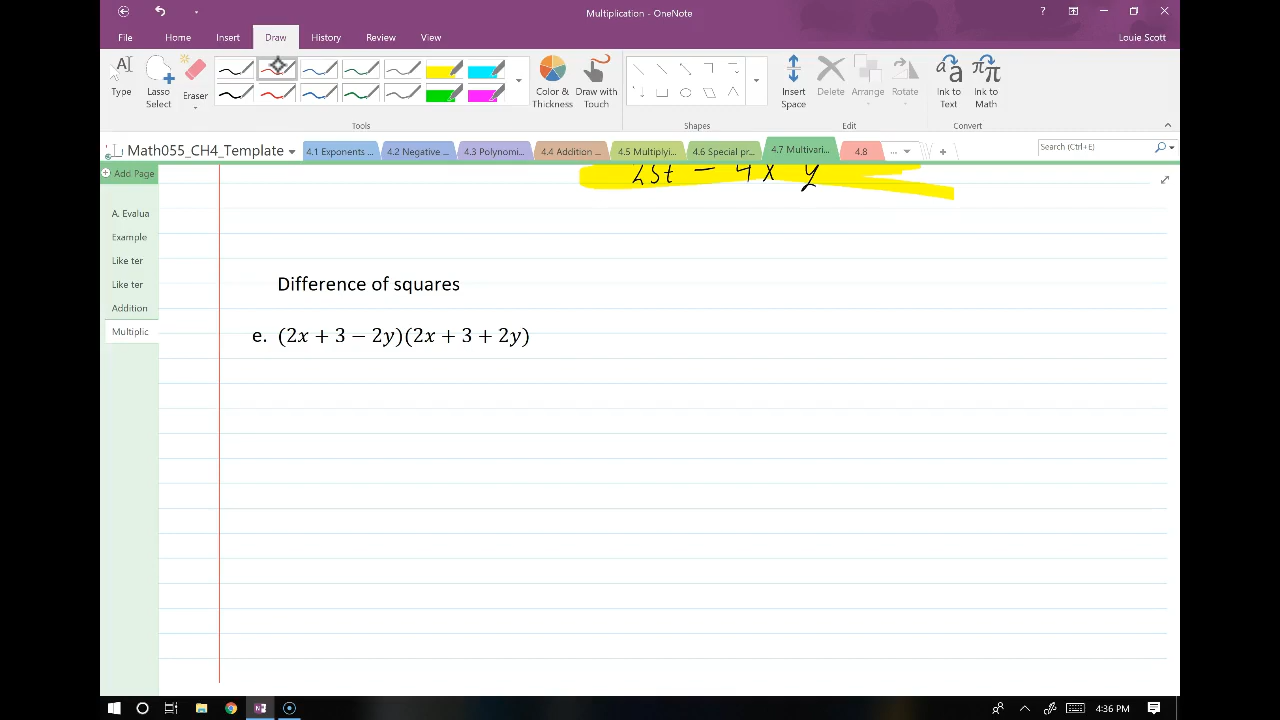 Multiplication - OneNote
?
File Home Insert Draw History Review View Louie Scott
Type Lasso Select Eraser Color & Thickness Draw with Touch Insert Space Delete Arrange Rotate Ink to Text Ink to Math
Tools Shapes Edit Convert
Math055_CH4_Template 4.1 Exponents ... 4.2 Negative ... 4.3 Polynomi... 4.4 Addition ... 4.5 Multiplyi... 4.6 Special pr... 4.7 Multivari... 4.8 ... Search (Ctrl+E)
Add Page
A. Evalua
Example
Like ter
Like ter
Addition
Multiplic
Difference of squares
e. (2x + 3 − 2y)(2x + 3 + 2y)
4:36 PM